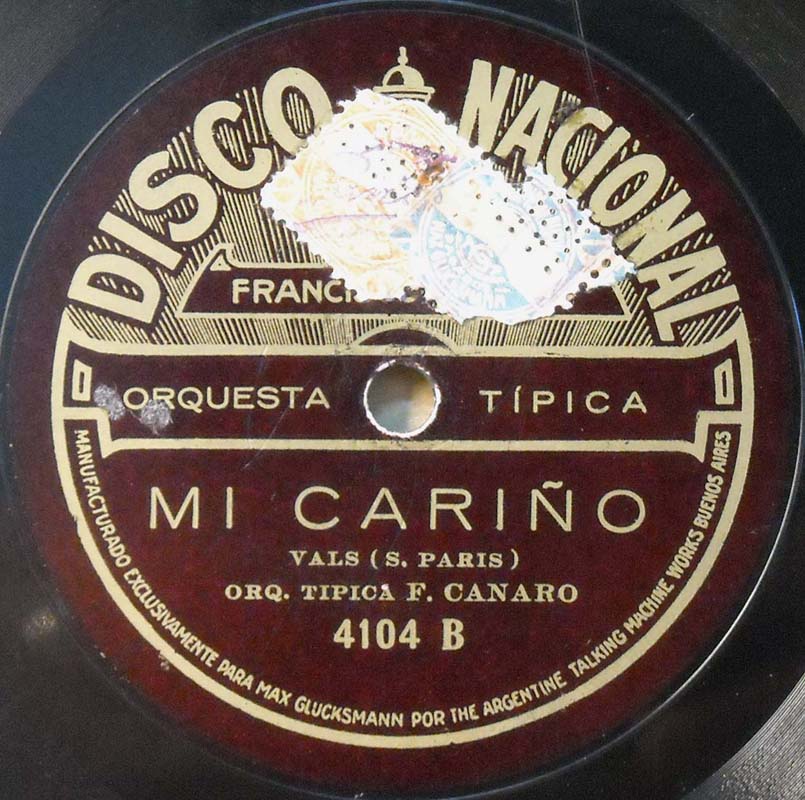 DISCO NACIONAL
ORQUESTA TÍPICA
MI CARIÑO
VALS (S. PARIS)
ORQ. TIPICA F. CANARO
4104 B
MANUFACTURADO EXCLUSIVAMENTE PARA MAX GLUCKSMANN POR THE ARGENTINE TALKING MACHINE WORKS BUENOS AIRES